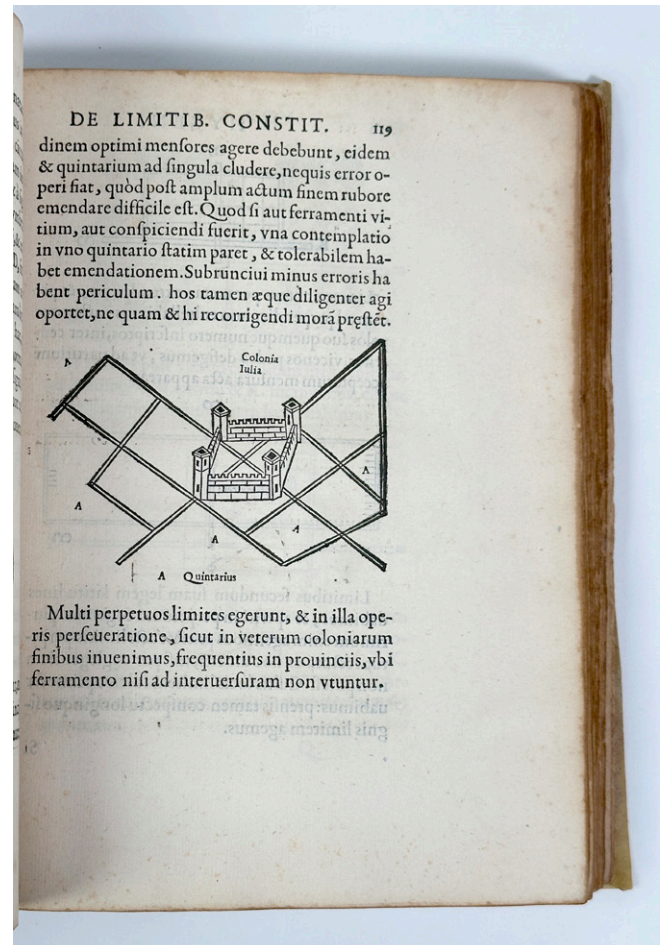 DE LIMITIB. CONSTIT. 119
dinem optimi menſores agere debebunt, eidem
& quintarium ad ſingula cludere, nequis error o-
peri fiat, quòd poſt amplum actum finem rubore
emendare difficile eſt. Quod ſi aut ferramenti vi-
tium, aut conſpiciendi fuerit, vna contemplatio
in vno quintario ſtatim paret, & tolerabilem ha-
bet emendationem. Subrunciui minus erroris ha
bent periculum. hos tamen æque diligenter agi
oportet, ne quam & hi recorrigendi morā pręſtēt.
A
Colonia
Iulia
A
A
A
A
A Quintarius
Multi perpetuos limites egerunt, & in illa ope-
ris perſeueratione, ſicut in veterum coloniarum
finibus inuenimus, frequentius in prouinciis, vbi
ferramento niſi ad interuerſuram non vtuntur.